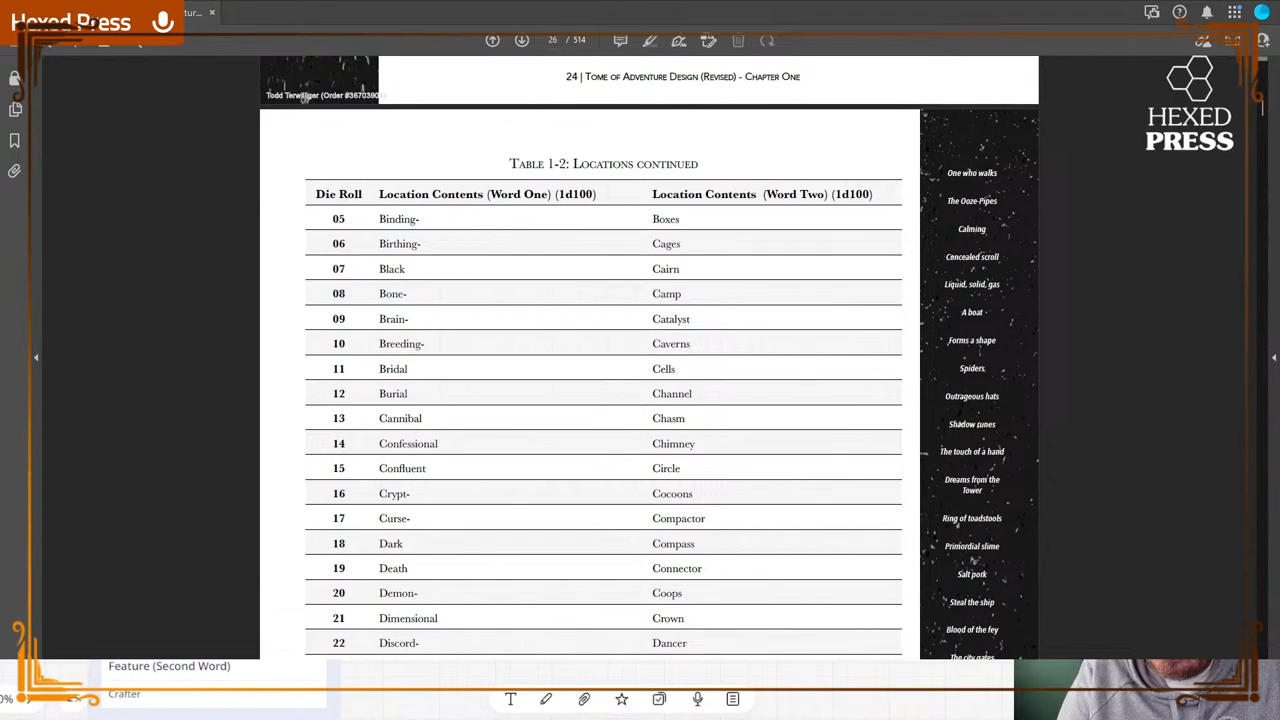 Hexed Press
tur...
26 / 514
Todd Terwilliger (Order #3670390
24 | Tome of Adventure Design (Revised) - Chapter One
HEXED
PRESS
Table 1-2: Locations continued
Die Roll Location Contents (Word One) (1d100) Location Contents (Word Two) (1d100)
05 Binding- Boxes
06 Birthing- Cages
07 Black Cairn
08 Bone- Camp
09 Brain- Catalyst
10 Breeding- Caverns
11 Bridal Cells
12 Burial Channel
13 Cannibal Chasm
14 Confessional Chimney
15 Confluent Circle
16 Crypt- Cocoons
17 Curse- Compactor
18 Dark Compass
19 Death Connector
20 Demon- Coops
21 Dimensional Crown
22 Discord- Dancer
One who walks
The Ooze-Pipes
Calming
Concealed scroll
Liquid, solid, gas
A boat
Forms a shape
Spiders
Outrageous hats
Shadow runes
The touch of a hand
Dreams from the
Tower
Ring of toadstools
Primordial slime
Salt pork
Steal the ship
Blood of the fey
The city gates
Feature (Second Word)
Crafter
0%